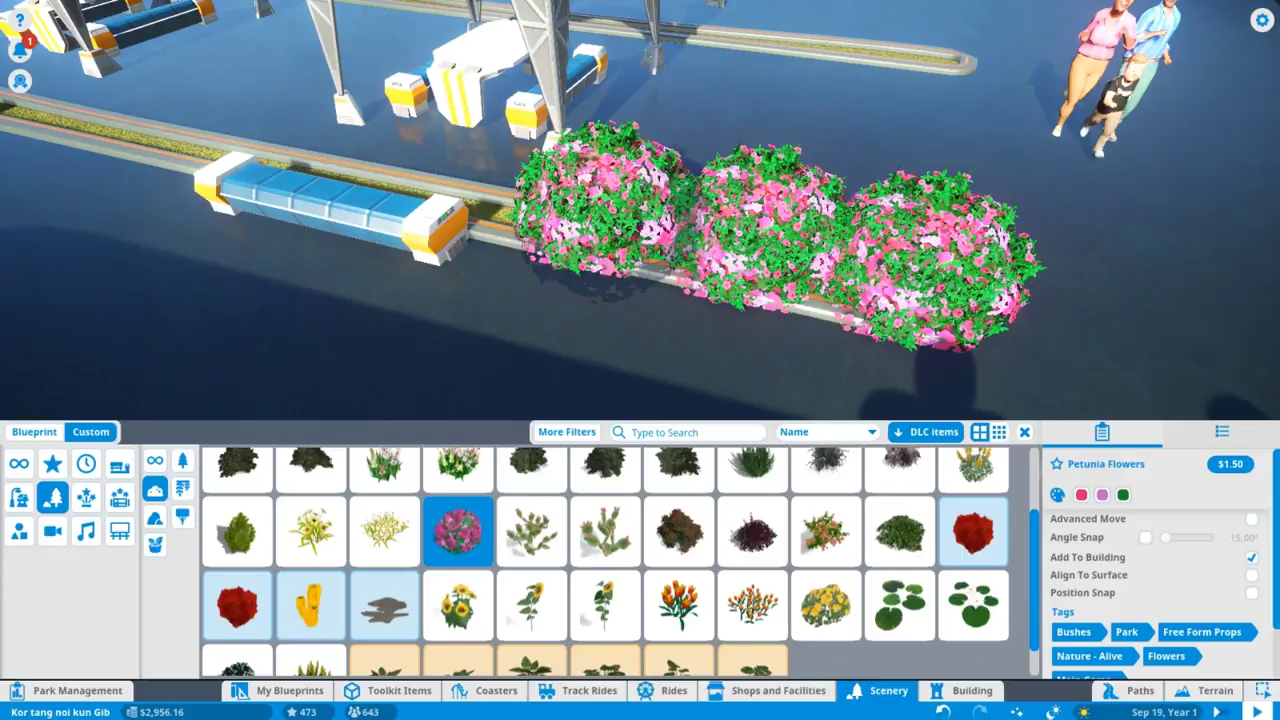 ?
1
Blueprint
Custom
More Filters
Type to Search
Name
DLC items
Petunia Flowers
$1.50
Advanced Move
Angle Snap
15.00°
Add To Building
Align To Surface
Position Snap
Tags
Bushes
Park
Free Form Props
Nature - Alive
Flowers
Park Management
My Blueprints
Toolkit Items
Coasters
Track Rides
Rides
Shops and Facilities
Scenery
Building
Paths
Terrain
Kor tang noi kun Gib
$2,956.16
473
643
Sep 19, Year 1